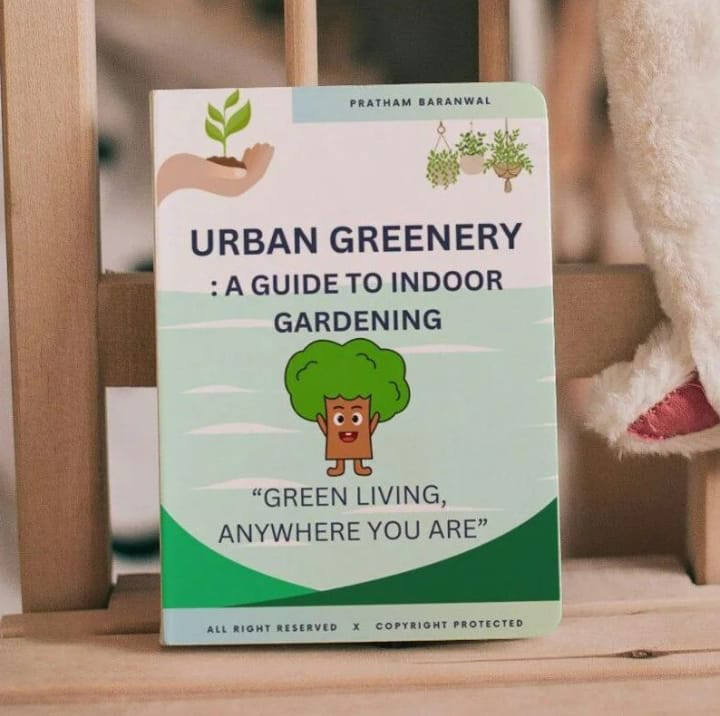 PRATHAM BARANWAL
URBAN GREENERY
: A GUIDE TO INDOOR
GARDENING
“GREEN LIVING,
ANYWHERE YOU ARE”
ALL RIGHT RESERVED X COPYRIGHT PROTECTED